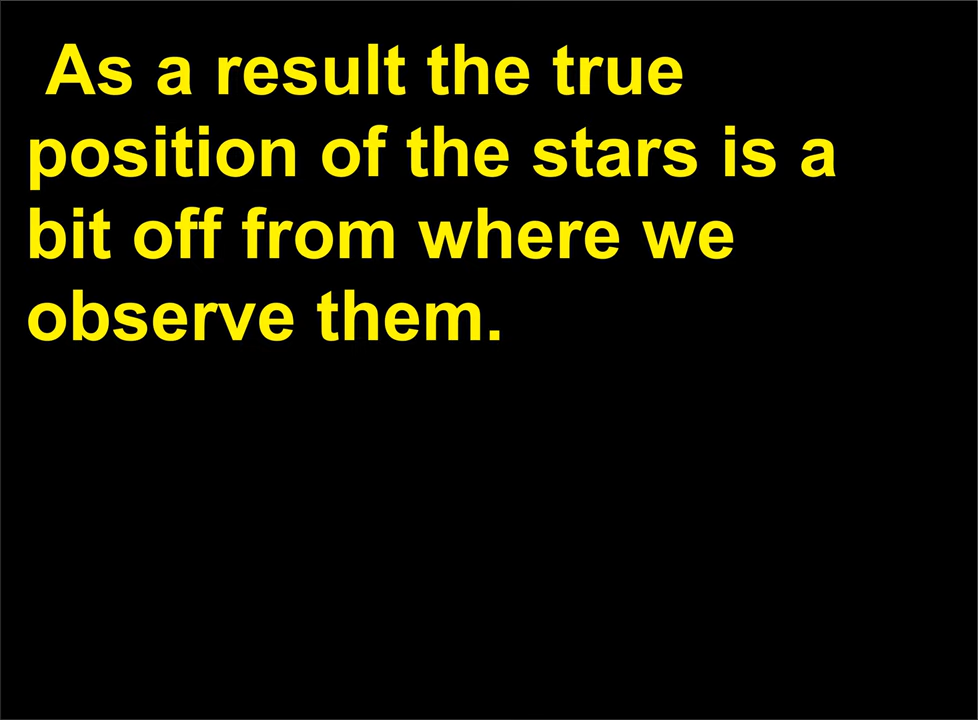 As a result the true
position of the stars is a
bit off from where we
observe them.